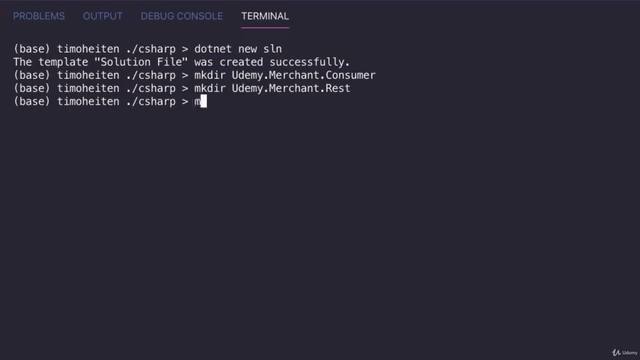 PROBLEMS OUTPUT DEBUG CONSOLE TERMINAL
(base) timoheiten ./csharp > dotnet new sln
The template "Solution File" was created successfully.
(base) timoheiten ./csharp > mkdir Udemy.Merchant.Consumer
(base) timoheiten ./csharp > mkdir Udemy.Merchant.Rest
(base) timoheiten ./csharp > m
Udemy